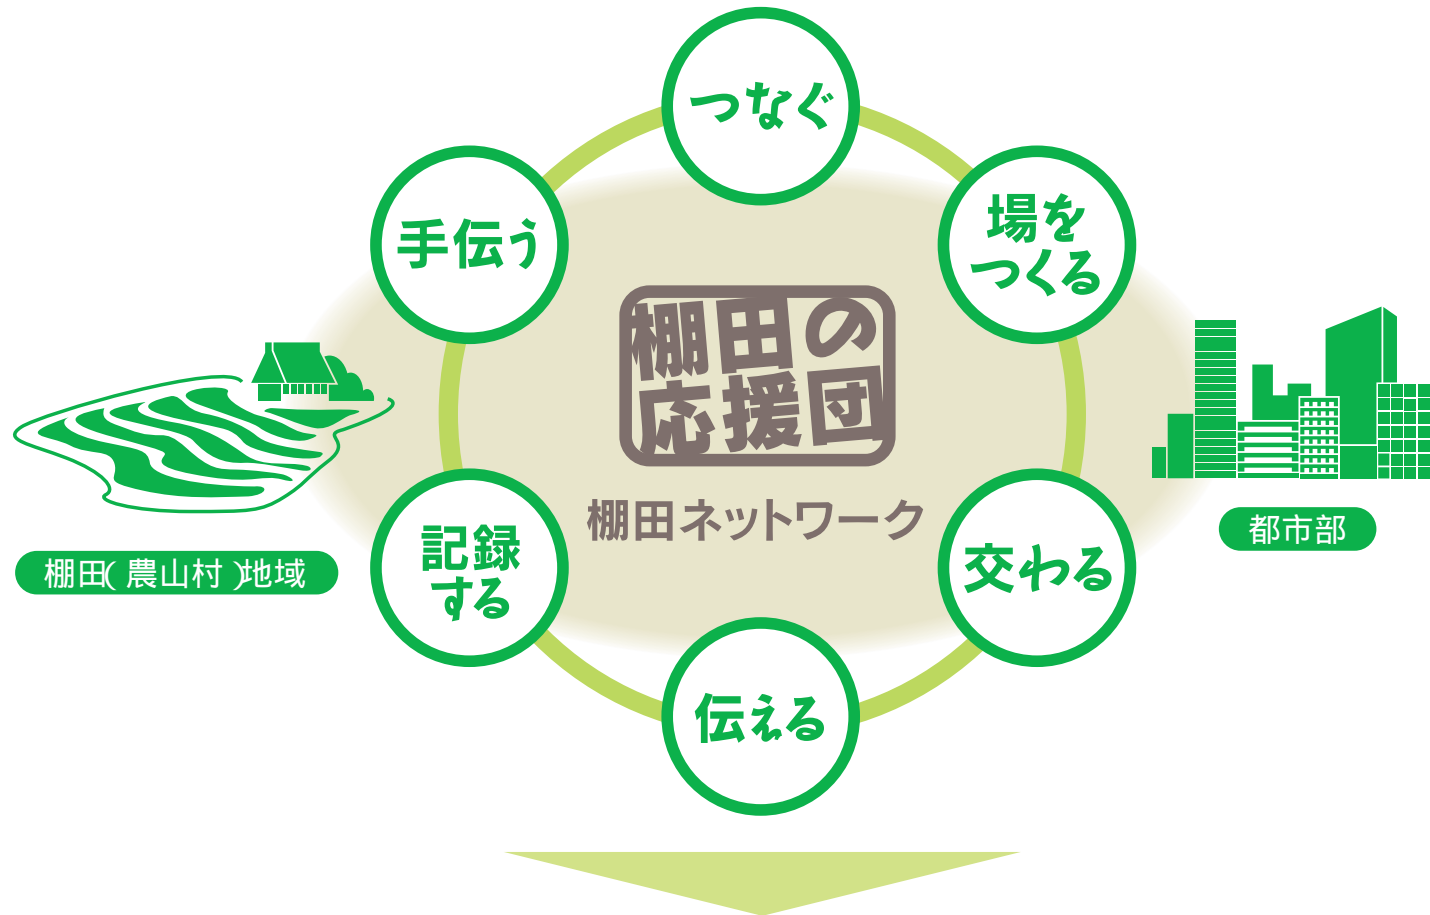 つなぐ
手伝う
場を
つくる
棚田の
応援団
棚田ネットワーク
都市部
棚田(農山村)地域
記録
する
交わる
伝える